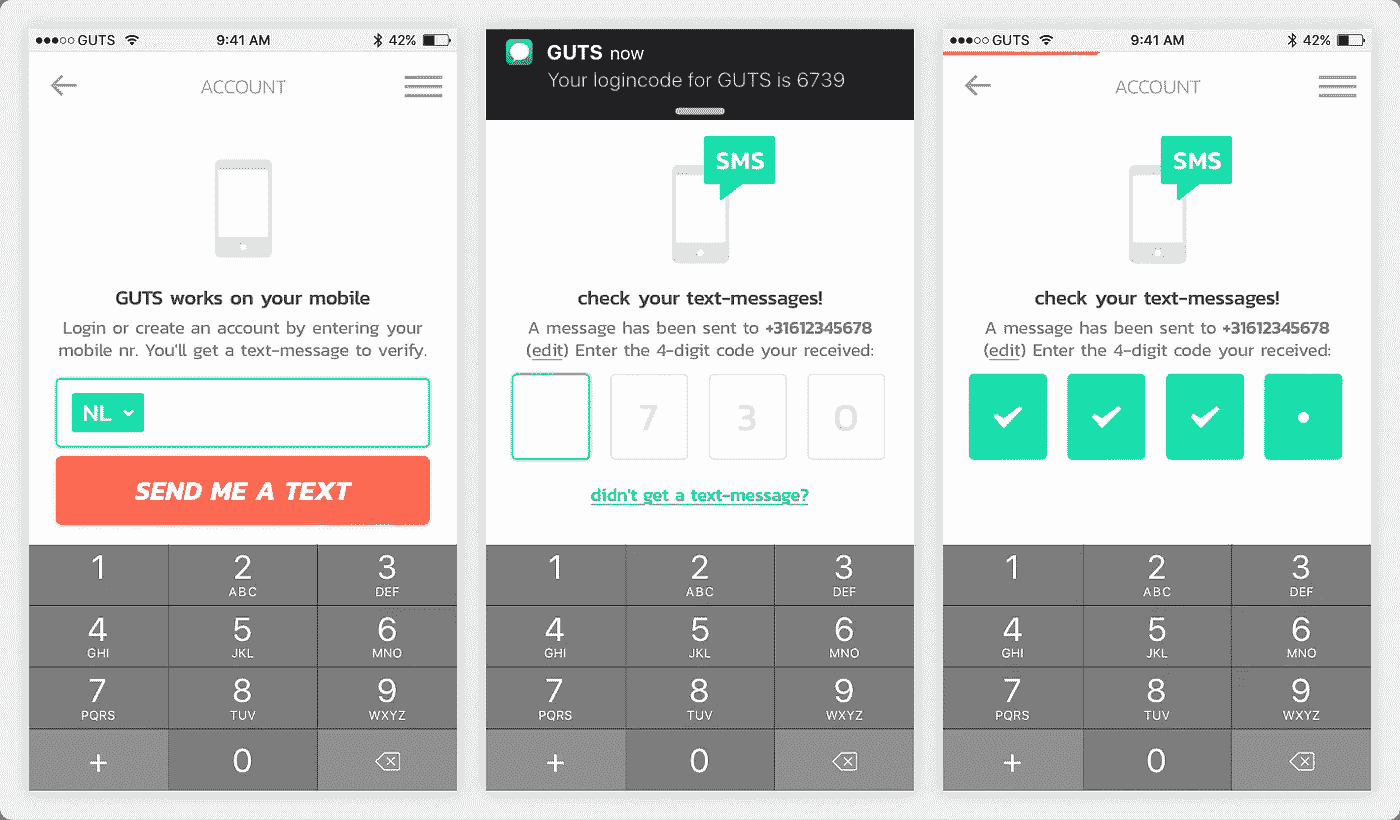 GUTS 9:41 AM 42%
ACCOUNT
GUTS works on your mobile
Login or create an account by entering your
mobile nr. You'll get a text-message to verify.
NL
SEND ME A TEXT
1 2 3
ABC DEF
4 5 6
GHI JKL MNO
7 8 9
PQRS TUV WXYZ
+ 0
GUTS now
Your logincode for GUTS is 6739
SMS
check your text-messages!
A message has been sent to +31612345678
(edit) Enter the 4-digit code your received:
7 3 0
didn't get a text-message?
1 2 3
ABC DEF
4 5 6
GHI JKL MNO
7 8 9
PQRS TUV WXYZ
+ 0
GUTS 9:41 AM 42%
ACCOUNT
SMS
check your text-messages!
A message has been sent to +31612345678
(edit) Enter the 4-digit code your received:
1 2 3
ABC DEF
4 5 6
GHI JKL MNO
7 8 9
PQRS TUV WXYZ
+ 0